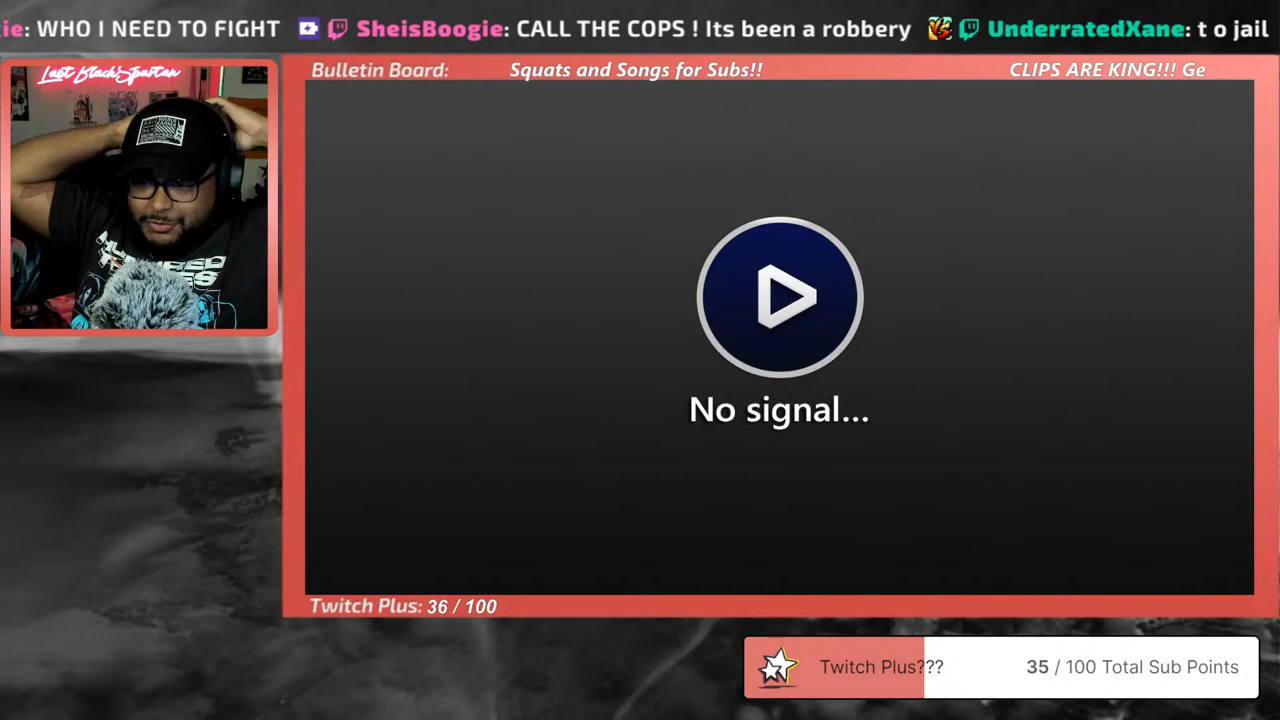 ie: WHO I NEED TO FIGHT SheisBoogie: CALL THE COPS ! Its been a robbery UnderratedXane: t o jail
Last BlackSpartan
Bulletin Board: Squats and Songs for Subs!! CLIPS ARE KING!!! Ge
No signal...
Twitch Plus: 36 / 100
Twitch Plus??? 35 / 100 Total Sub Points